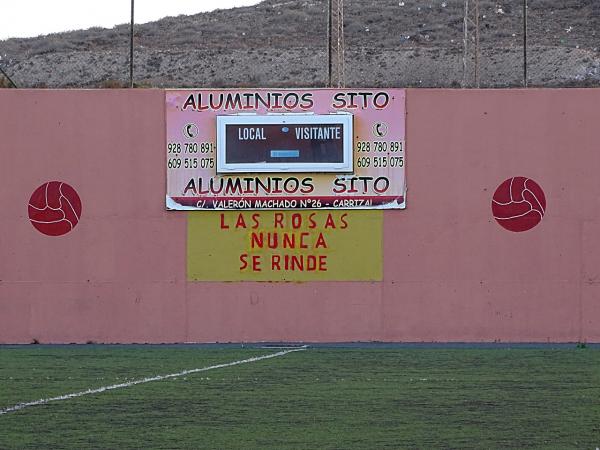 ALUMINIOS SITO
LOCAL VISITANTE
928 780 891
609 515 075
928 780 891
609 515 075
ALUMINIOS SITO
C/. VALERÓN MACHADO Nº26 - CARRIZAL
LAS ROSAS
NUNCA
SE RINDE